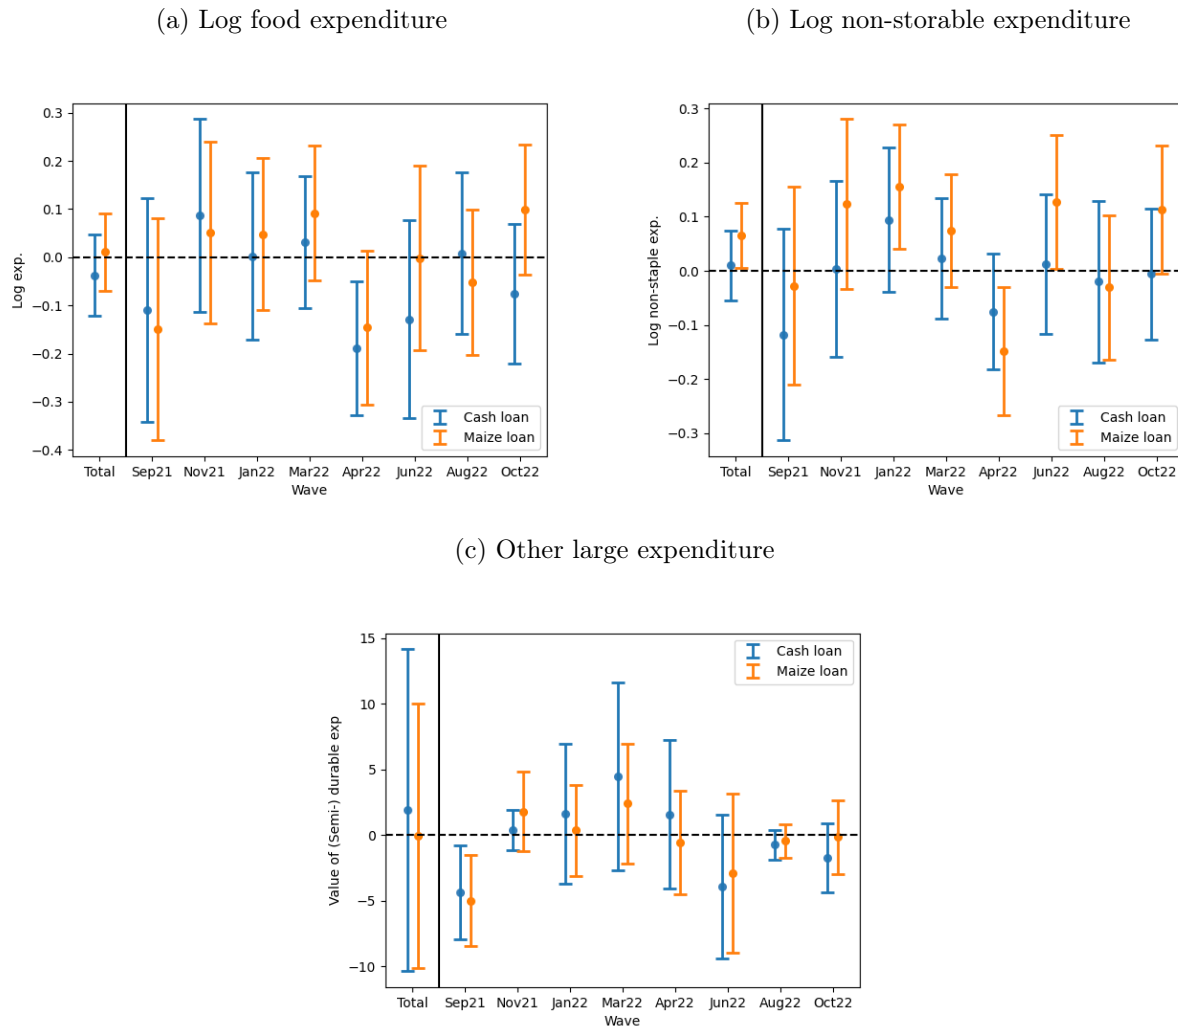 (a) Log food expenditure
0.3
0.2
0.1
0.0
−0.1
−0.2
−0.3
−0.4
Log exp.
Cash loan
Maize loan
Total Sep21 Nov21 Jan22 Mar22 Apr22 Jun22 Aug22 Oct22
Wave
(b) Log non-storable expenditure
0.3
0.2
0.1
0.0
−0.1
−0.2
−0.3
Log non-staple exp.
Cash loan
Maize loan
Total Sep21 Nov21 Jan22 Mar22 Apr22 Jun22 Aug22 Oct22
Wave
(c) Other large expenditure
15
10
5
0
−5
−10
Value of (Semi-) durable exp
Cash loan
Maize loan
Total Sep21 Nov21 Jan22 Mar22 Apr22 Jun22 Aug22 Oct22
Wave